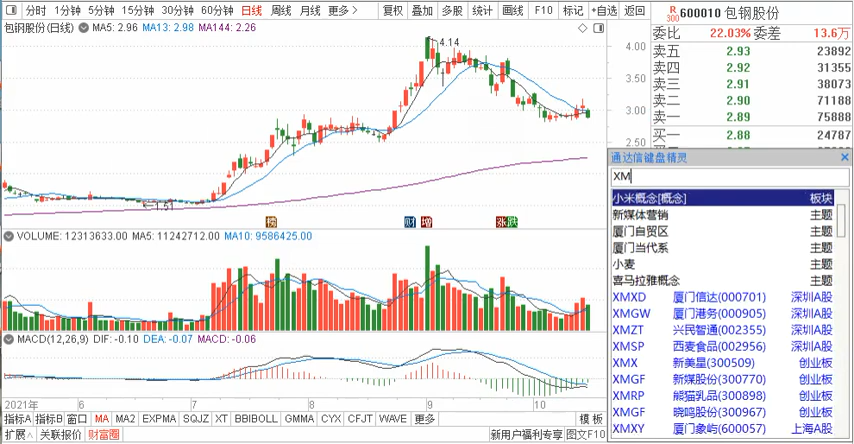 分时 1分钟 5分钟 15分钟 30分钟 60分钟 日线 周线 月线 更多 复权 叠加 多股 统计 画线 F10 标记 +自选 返回
R 300 600010 包钢股份
包钢股份(日线) MA5: 2.96 MA13: 2.98 MA144: 2.26
委比 22.03% 委差 13.6万
卖五 2.93 23892
卖四 2.92 31355
卖三 2.91 38073
卖二 2.90 71188
卖一 2.89 75888
买一 2.88 24787
4.14
4.00
3.50
3.00
2.50
1.51
财 增 涨 跌
通达信键盘精灵
XM
小米概念[概念] 板块
新媒体营销 主题
厦门自贸区 主题
厦门当代系 主题
小麦 主题
喜马拉雅概念 主题
XMXD 厦门信达(000701) 深圳A股
XMGW 厦门港务(000905) 深圳A股
XMZT 兴民智通(002355) 深圳A股
XMSP 西麦食品(002956) 深圳A股
XMX 新美星(300509) 创业板
XMGF 新媒股份(300770) 创业板
XMRP 熊猫乳品(300898) 创业板
XMGF 晓鸣股份(300967) 创业板
XMXY 厦门象屿(600057) 上海A股
VOLUME: 12313633.00 MA5: 11242712.00 MA10: 9586425.00
MACD(12,26,9) DIF: -0.10 DEA: -0.07 MACD: -0.06
2021年 6 7 8 9 10
指标A 指标B 窗口 MA MA2 EXPMA SQJZ XT BBIBOLL GMMA CYX CFJT WAVE 更多 模 板
扩展∧ 关联报价 财富圈 新用户福利专享 图文F10